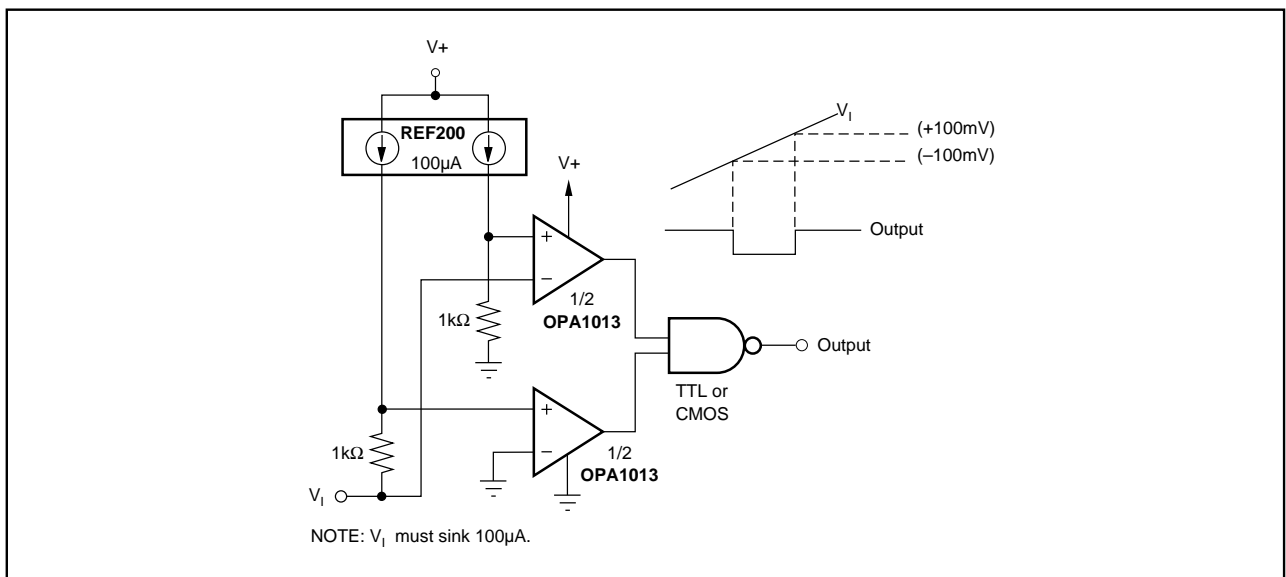 V+
REF200
100µA
V+
+
–
1/2
OPA1013
1kΩ
V_I
(+100mV)
(–100mV)
Output
TTL or
CMOS
Output
+
–
1/2
OPA1013
1kΩ
V_I
NOTE: V_I must sink 100µA.